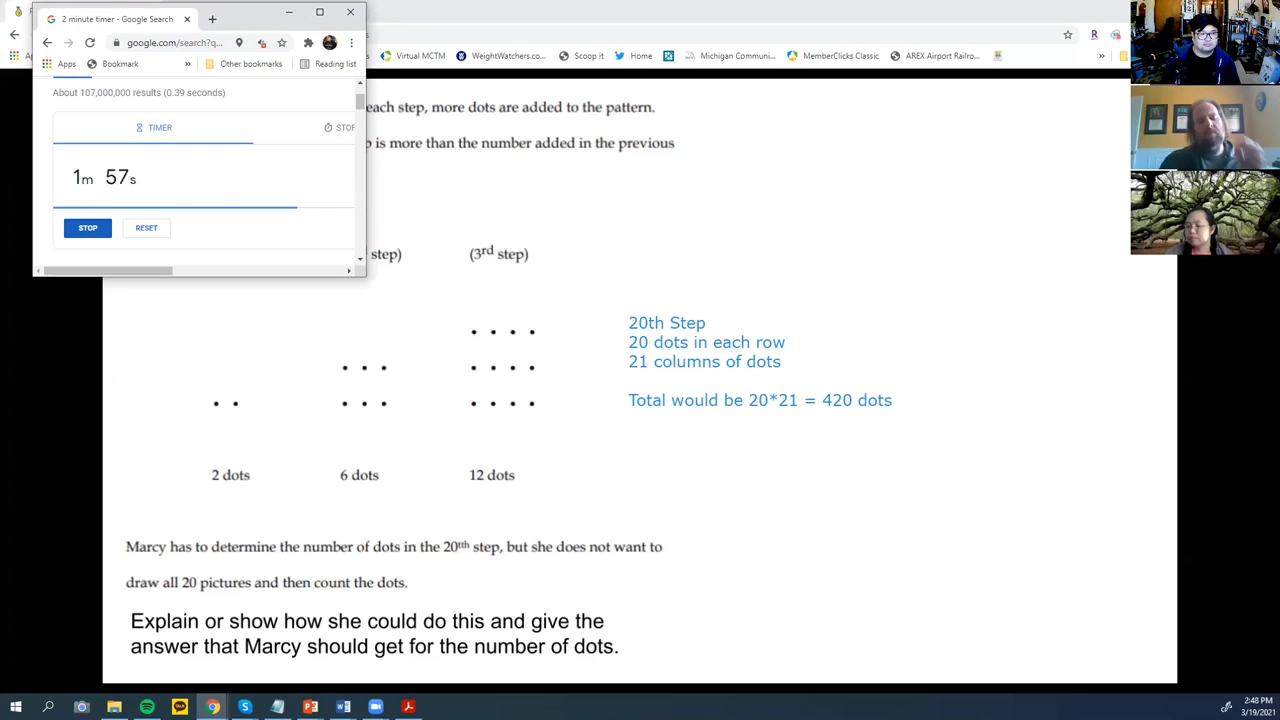 2 minute timer - Google Search
google.com/search?q...
Apps
Bookmark
»
Other bookmarks
Reading list
Virtual MCTM
WeightWatchers.co...
Scoop it
Home
Michigan Communi...
MemberClicks Classic
AREX Airport Railro...
»
About 107,000,000 results (0.39 seconds)
TIMER
STOP
1m 57s
STOP
RESET
each step, more dots are added to the pattern.
p is more than the number added in the previous
step)
(3rd step)
20th Step
20 dots in each row
21 columns of dots
Total would be 20*21 = 420 dots
2 dots
6 dots
12 dots
Marcy has to determine the number of dots in the 20th step, but she does not want to
draw all 20 pictures and then count the dots.
Explain or show how she could do this and give the
answer that Marcy should get for the number of dots.
2:48 PM
3/19/2021